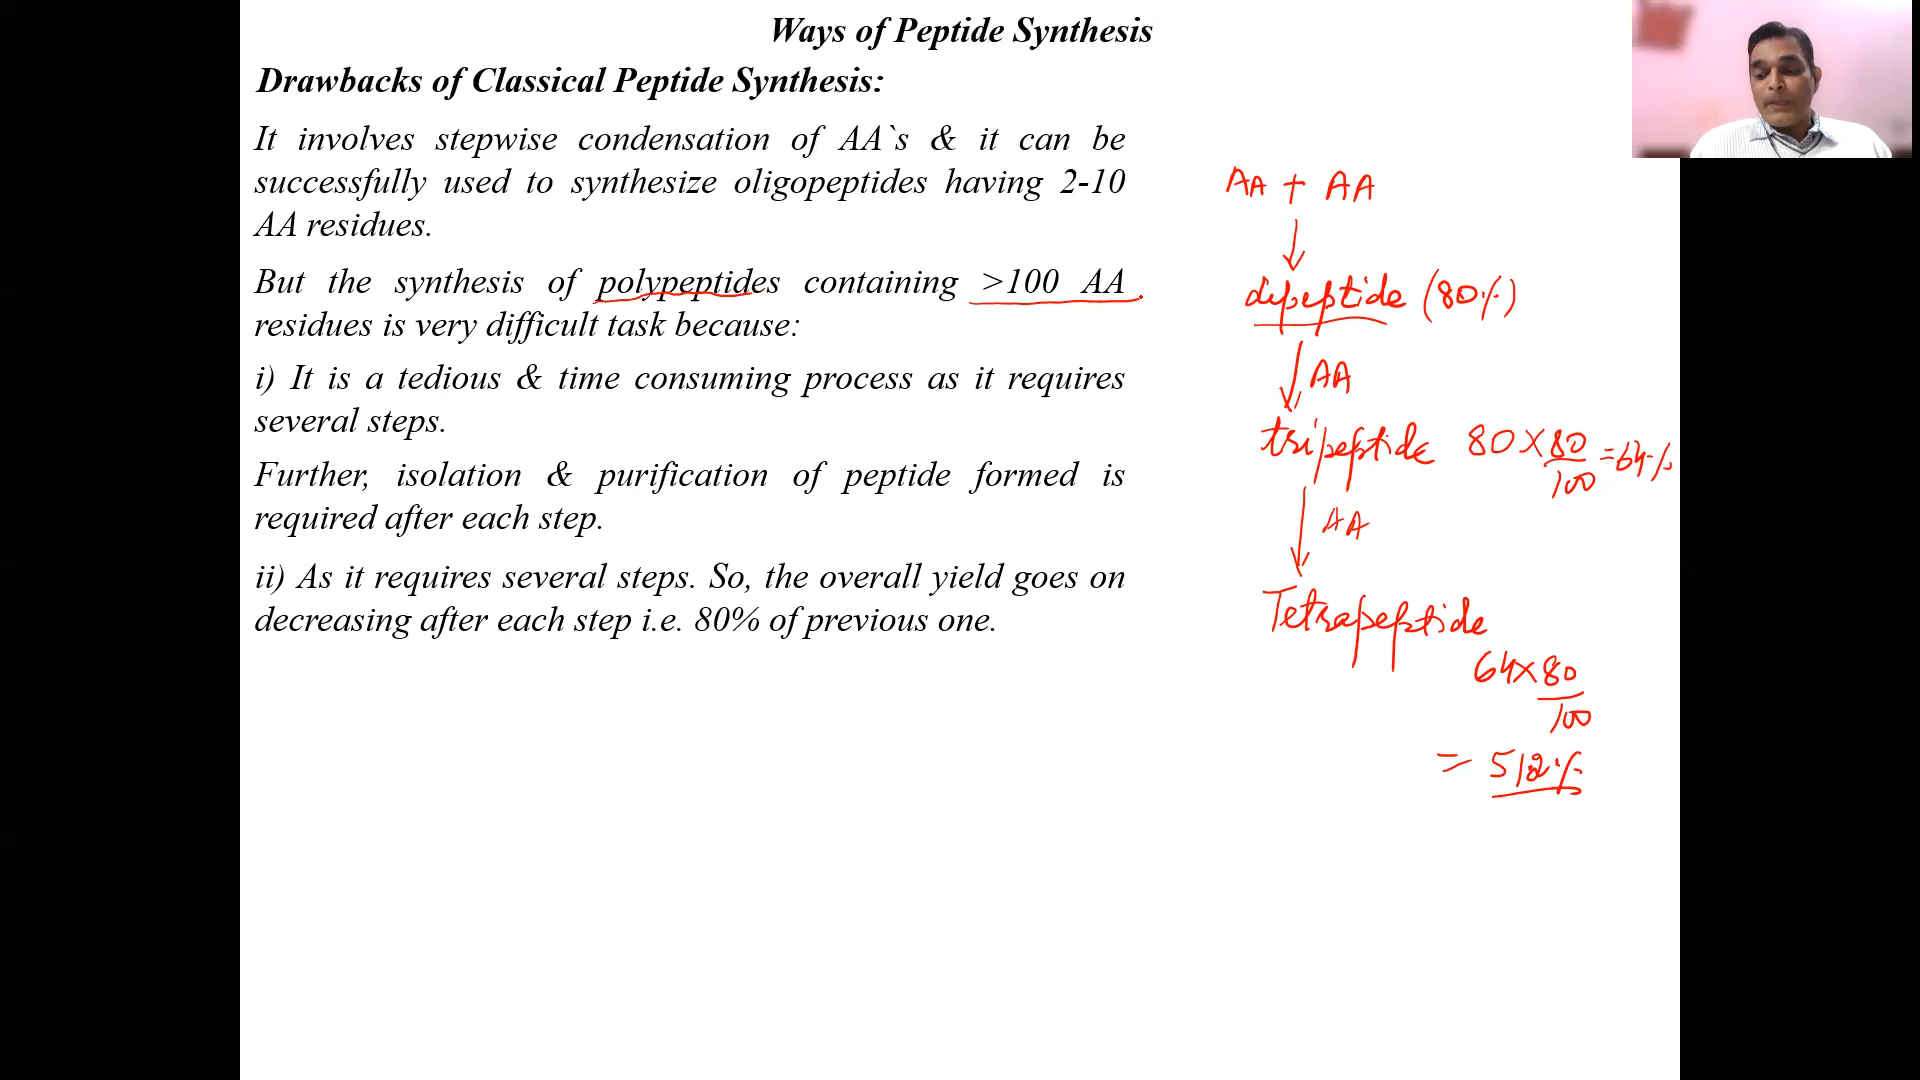 Ways of Peptide Synthesis
Drawbacks of Classical Peptide Synthesis:
It involves stepwise condensation of AA`s & it can be
successfully used to synthesize oligopeptides having 2-10
AA residues.
But the synthesis of polypeptides containing >100 AA
residues is very difficult task because:
i) It is a tedious & time consuming process as it requires
several steps.
Further, isolation & purification of peptide formed is
required after each step.
ii) As it requires several steps. So, the overall yield goes on
decreasing after each step i.e. 80% of previous one.
AA + AA
dipeptide (80%)
AA
tripeptide 80 × 80/100 = 64%
AA
Tetrapeptide
64 × 80
100
= 512%